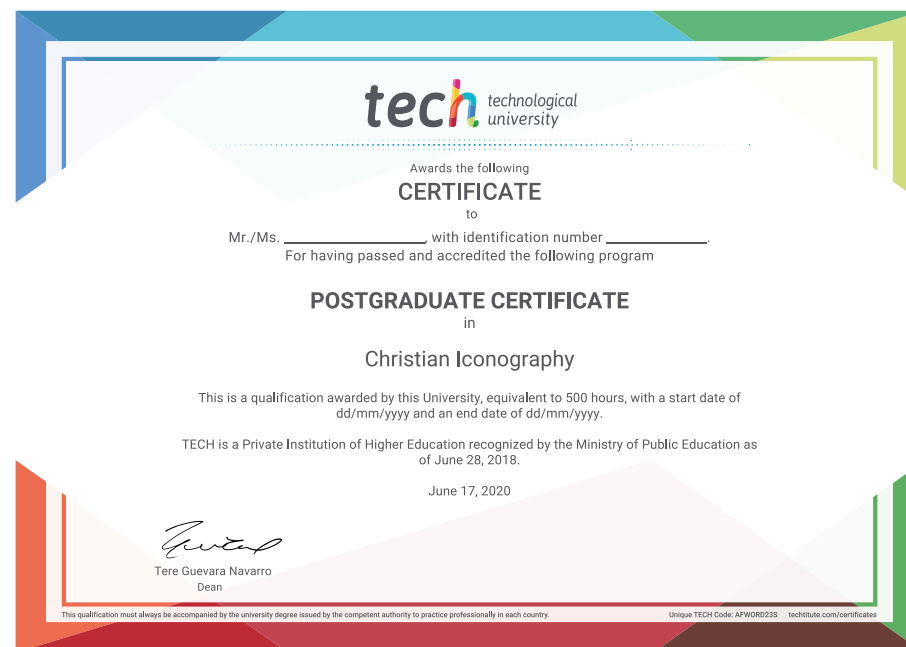 tech technological
university
Awards the following
CERTIFICATE
to
Mr./Ms. ____________________, with identification number ______________.
For having passed and accredited the following program
POSTGRADUATE CERTIFICATE
in
Christian Iconography
This is a qualification awarded by this University, equivalent to 500 hours, with a start date of
dd/mm/yyyy and an end date of dd/mm/yyyy.
TECH is a Private Institution of Higher Education recognized by the Ministry of Public Education as
of June 28, 2018.
June 17, 2020
Tere Guevara Navarro
Dean
This qualification must always be accompanied by the university degree issued by the competent authority to practice professionally in each country.
Unique TECH Code: AFWORD23S techtitute.com/certificates